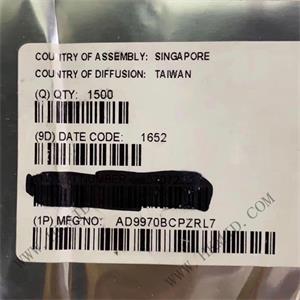 COUNTRY OF ASSEMBLY: SINGAPORE
COUNTRY OF DIFFUSION: TAIWAN
(Q) QTY: 1500
(9D) DATE CODE: 1652
(1P) MFG NO: AD9970BCPZRL7